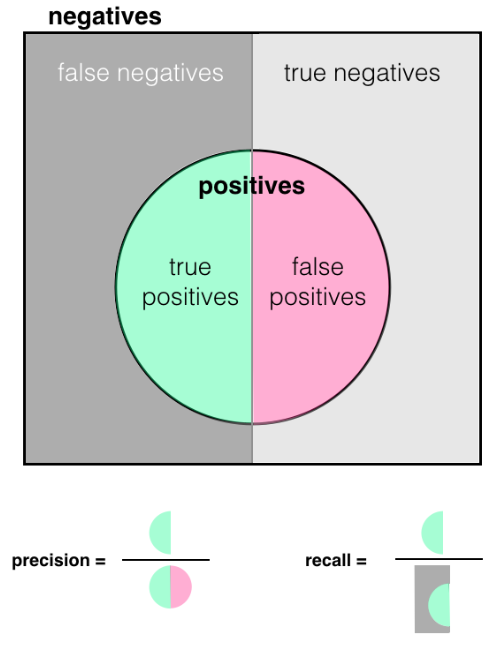 negatives
false negatives
true negatives
positives
true
positives
false
positives
precision =
recall =